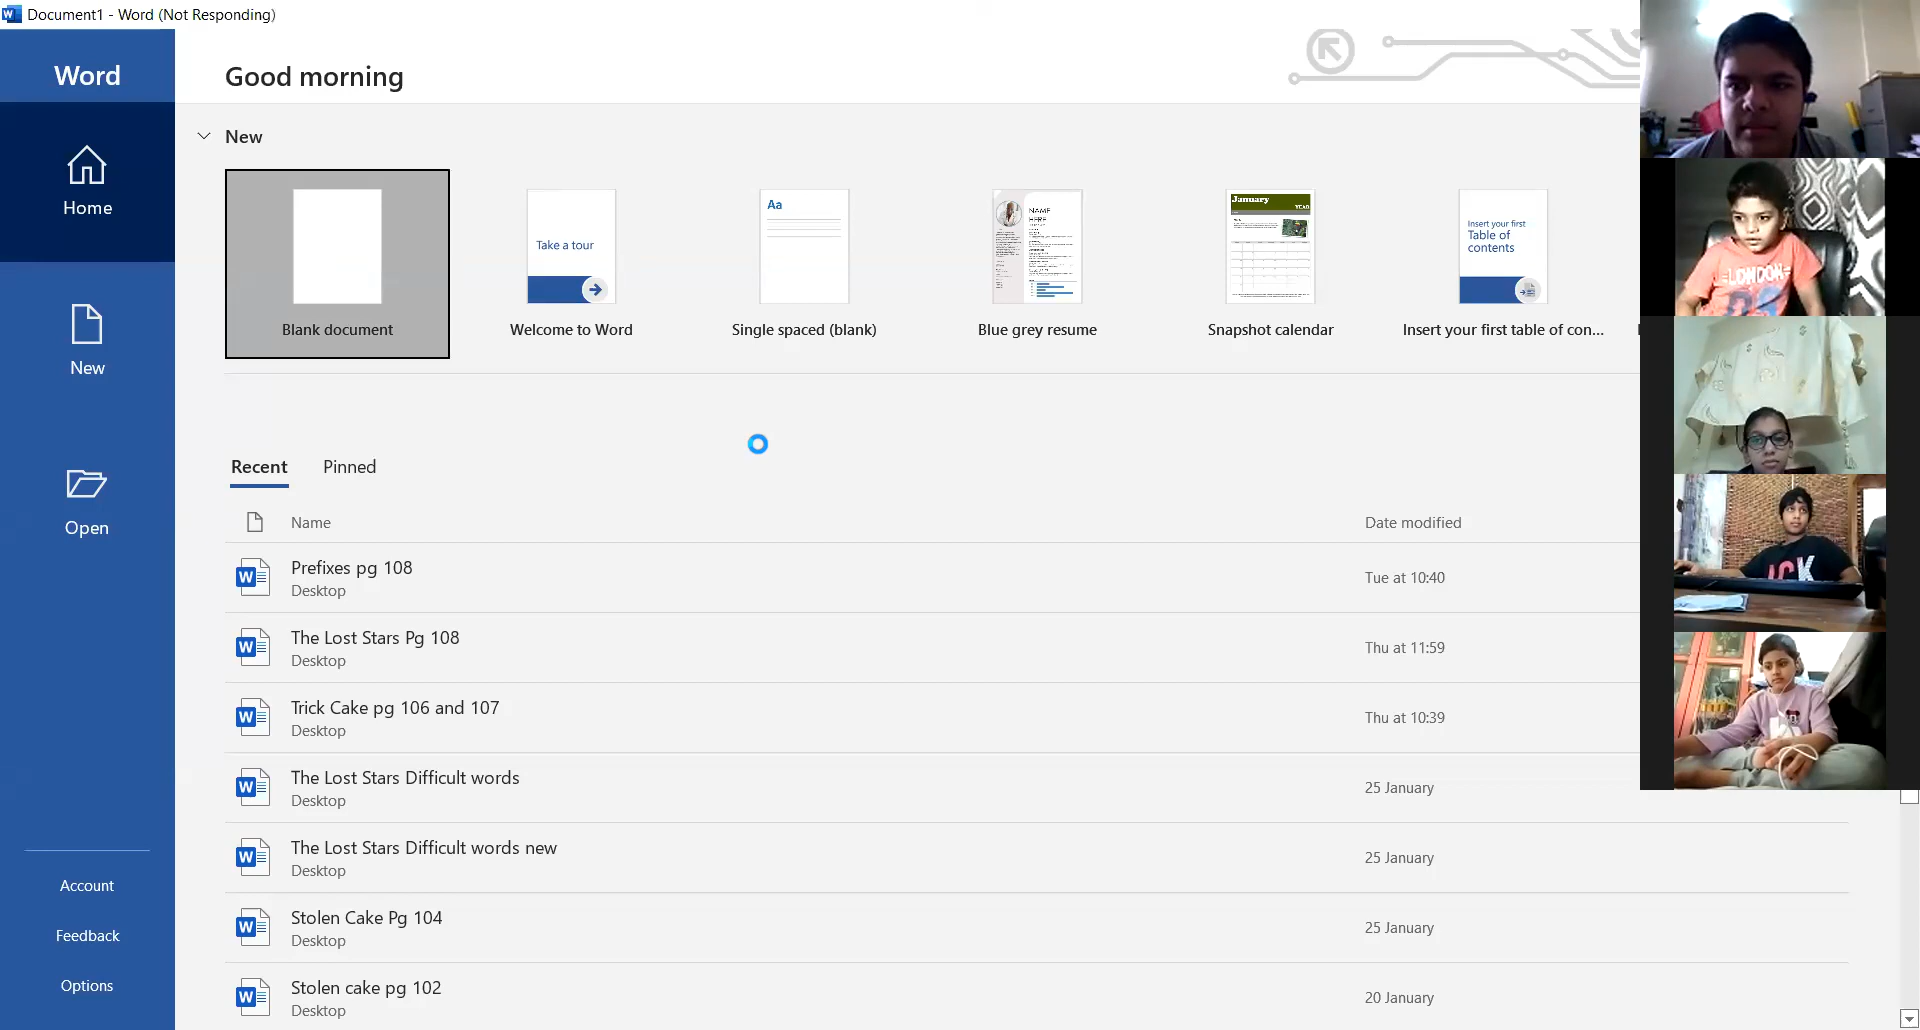 Document1 - Word (Not Responding)
Word
Good morning
Home
New
Open
Account
Feedback
Options
New
Blank document
Take a tour
Welcome to Word
Aa
Single spaced (blank)
NAME
HERE
Blue grey resume
January
YEAR
Snapshot calendar
Insert your first
Table of
contents
Insert your first table of con...
Recent
Pinned
Name
Date modified
Prefixes pg 108
Desktop
Tue at 10:40
The Lost Stars Pg 108
Desktop
Thu at 11:59
Trick Cake pg 106 and 107
Desktop
Thu at 10:39
The Lost Stars Difficult words
Desktop
25 January
The Lost Stars Difficult words new
Desktop
25 January
Stolen Cake Pg 104
Desktop
25 January
Stolen cake pg 102
Desktop
20 January
LONDON